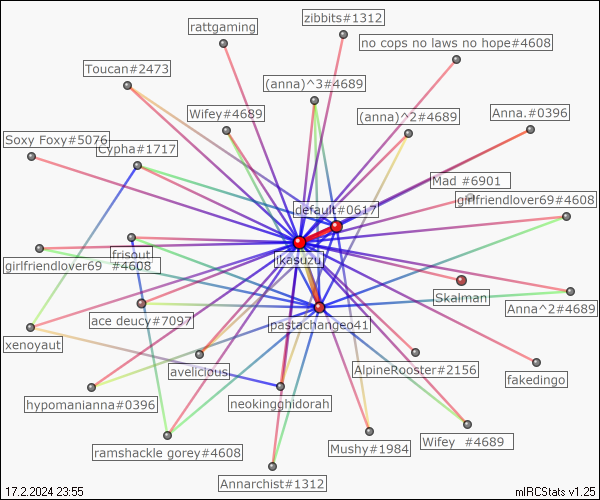 zibbits#1312
rattgaming
no cops no laws no hope#4608
Toucan#2473
(anna)^3#4689
Wifey#4689
(anna)^2#4689
Anna.#0396
Soxy Foxy#5076
Cypha#1717
Mad #6901
girlfriendlover69#4608
default#0617
ikasuzu
frisout
girlfriendlover69 #4608
Skalman
Anna^2#4689
ace deucy#7097
pastachangeo41
xenoyaut
avelicious
AlpineRooster#2156
fakedingo
hypomanianna#0396
neokingghidorah
Mushy#1984
Wifey #4689
ramshackle gorey#4608
Annarchist#1312
17.2.2024 23:55
mIRCStats v1.25